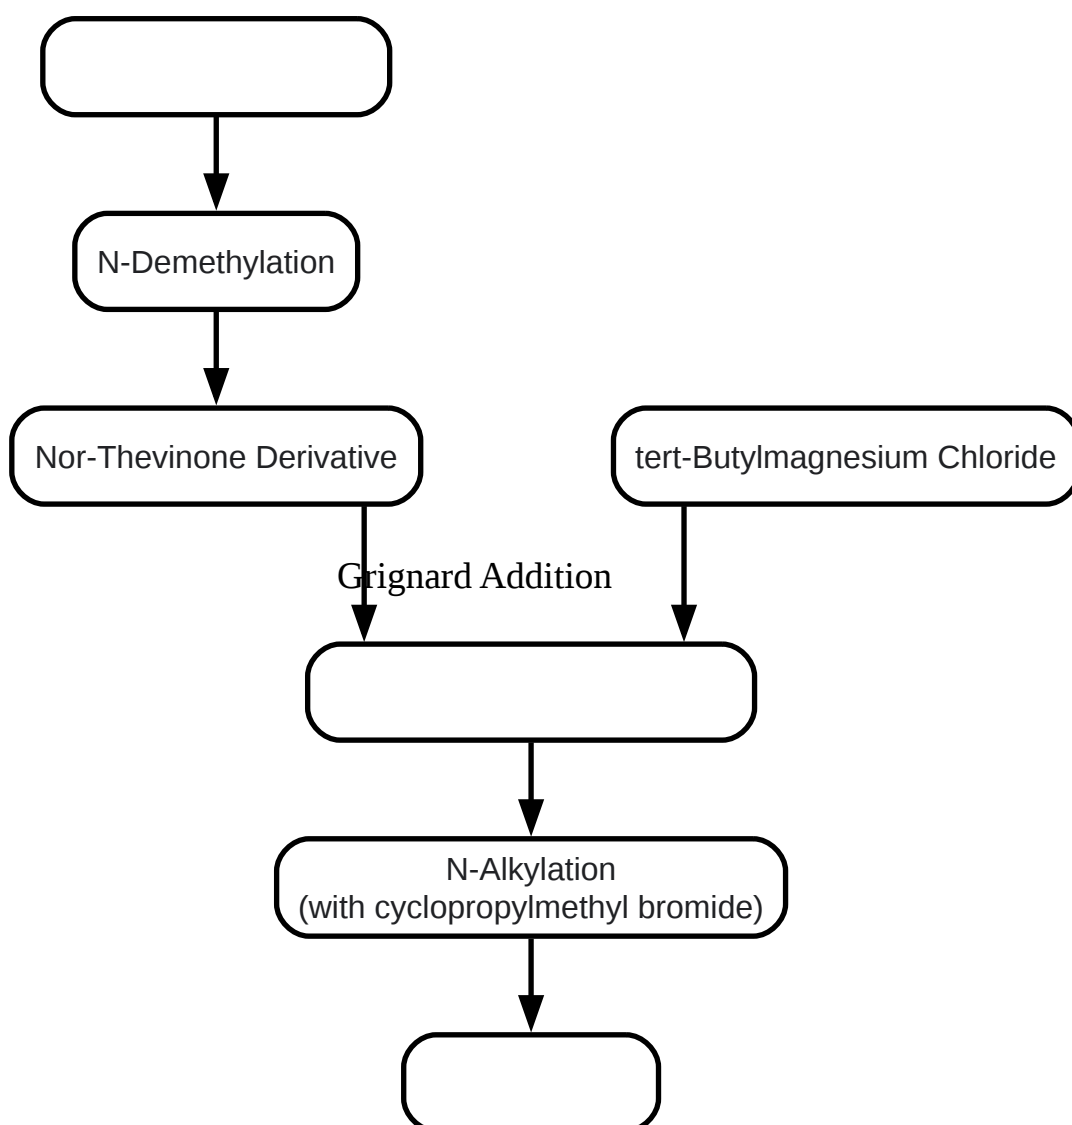 N-Demethylation
Nor-Thevinone Derivative
tert-Butylmagnesium Chloride
Grignard Addition
N-Alkylation
(with cyclopropylmethyl bromide)